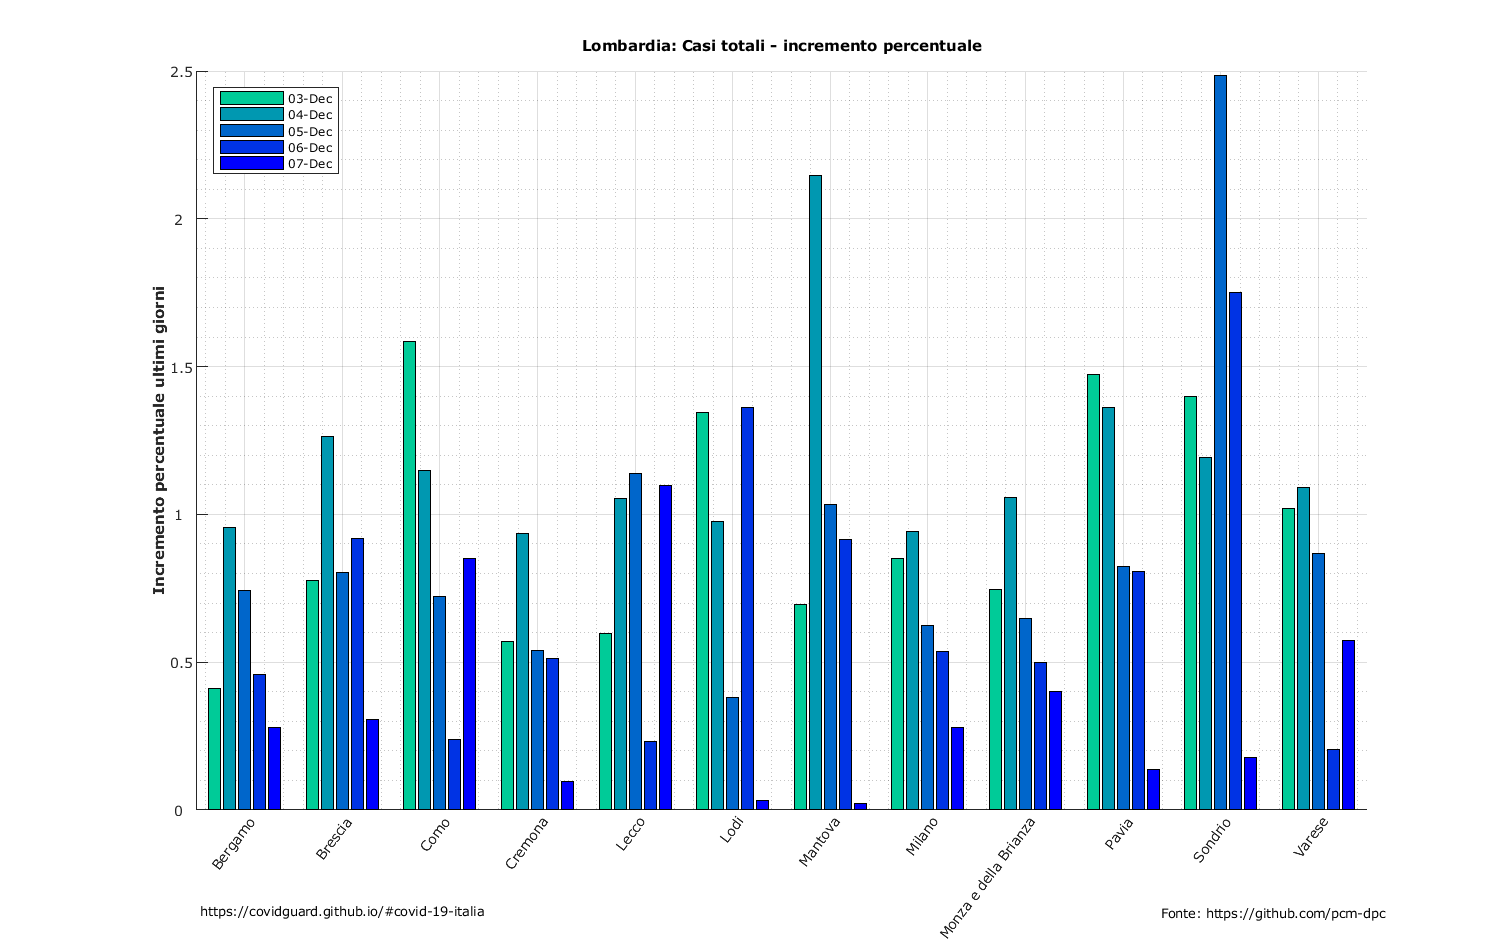 Lombardia: Casi totali - incremento percentuale
2.5
2
1.5
1
0.5
0
Incremento percentuale ultimi giorni
03-Dec
04-Dec
05-Dec
06-Dec
07-Dec
Bergamo
Brescia
Como
Cremona
Lecco
Lodi
Mantova
Milano
Monza e della Brianza
Pavia
Sondrio
Varese
https://covidguard.github.io/#covid-19-italia
Fonte: https://github.com/pcm-dpc